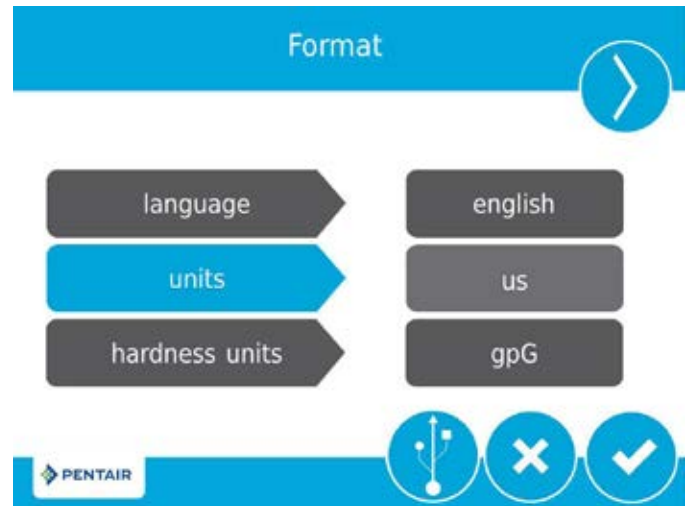 Format
language
english
units
us
hardness units
gpG
PENTAIR